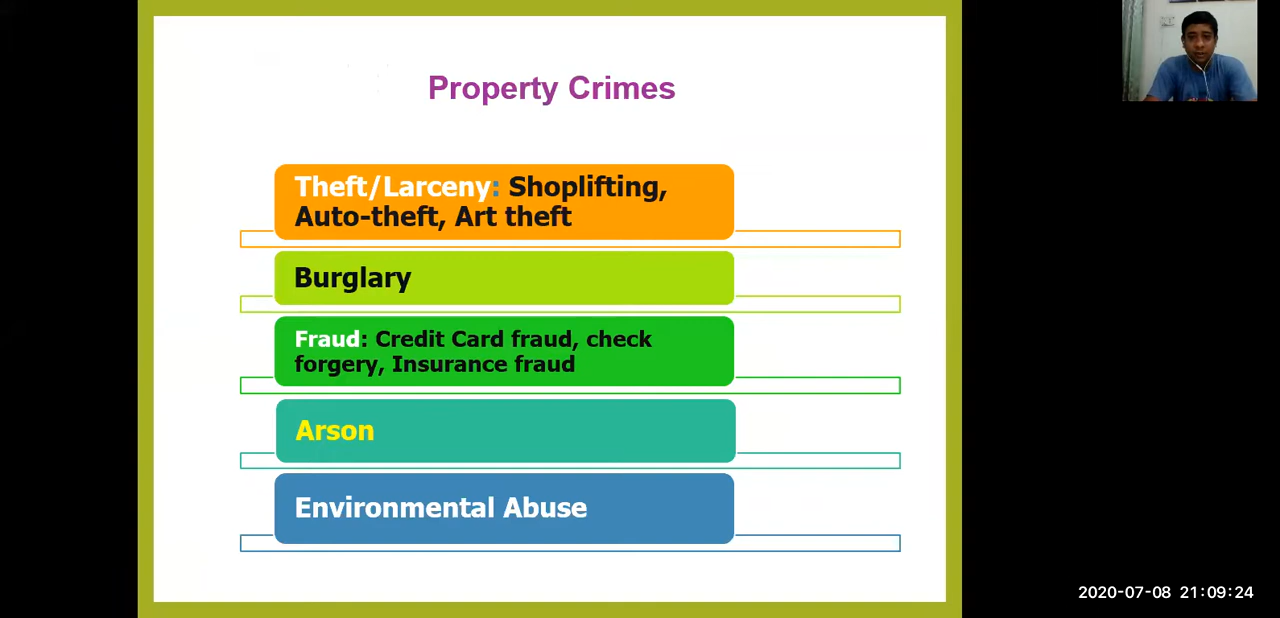 Property Crimes
Theft/Larceny: Shoplifting,
Auto-theft, Art theft
Burglary
Fraud: Credit Card fraud, check
forgery, Insurance fraud
Arson
Environmental Abuse
2020-07-08 21:09:24